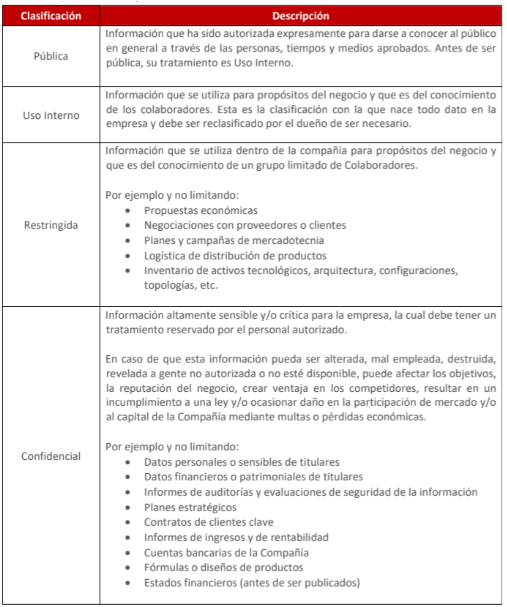 Clasificación Descripción
Pública
Información que ha sido autorizada expresamente para darse a conocer al público
en general a través de las personas, tiempos y medios aprobados. Antes de ser
pública, su tratamiento es Uso Interno.
Uso Interno
Información que se utiliza para propósitos del negocio y que es del conocimiento
de los colaboradores. Esta es la clasificación con la que nace todo dato en la
empresa y debe ser reclasificado por el dueño de ser necesario.
Restringida
Información que se utiliza dentro de la compañía para propósitos del negocio y
que es del conocimiento de un grupo limitado de Colaboradores.
Por ejemplo y no limitando:
• Propuestas económicas
• Negociaciones con proveedores o clientes
• Planes y campañas de mercadotecnia
• Logística de distribución de productos
• Inventario de activos tecnológicos, arquitectura, configuraciones,
topologías, etc.
Confidencial
Información altamente sensible y/o crítica para la empresa, la cual debe tener un
tratamiento reservado por el personal autorizado.
En caso de que esta información pueda ser alterada, mal empleada, destruida,
revelada a gente no autorizada o no esté disponible, puede afectar los objetivos,
la reputación del negocio, crear ventaja en los competidores, resultar en un
incumplimiento a una ley y/o ocasionar daño en la participación de mercado y/o
al capital de la Compañía mediante multas o pérdidas económicas.
Por ejemplo y no limitando:
• Datos personales o sensibles de titulares
• Datos financieros o patrimoniales de titulares
• Informes de auditorías y evaluaciones de seguridad de la información
• Planes estratégicos
• Contratos de clientes clave
• Informes de ingresos y de rentabilidad
• Cuentas bancarias de la Compañía
• Fórmulas o diseños de productos
• Estados financieros (antes de ser publicados)